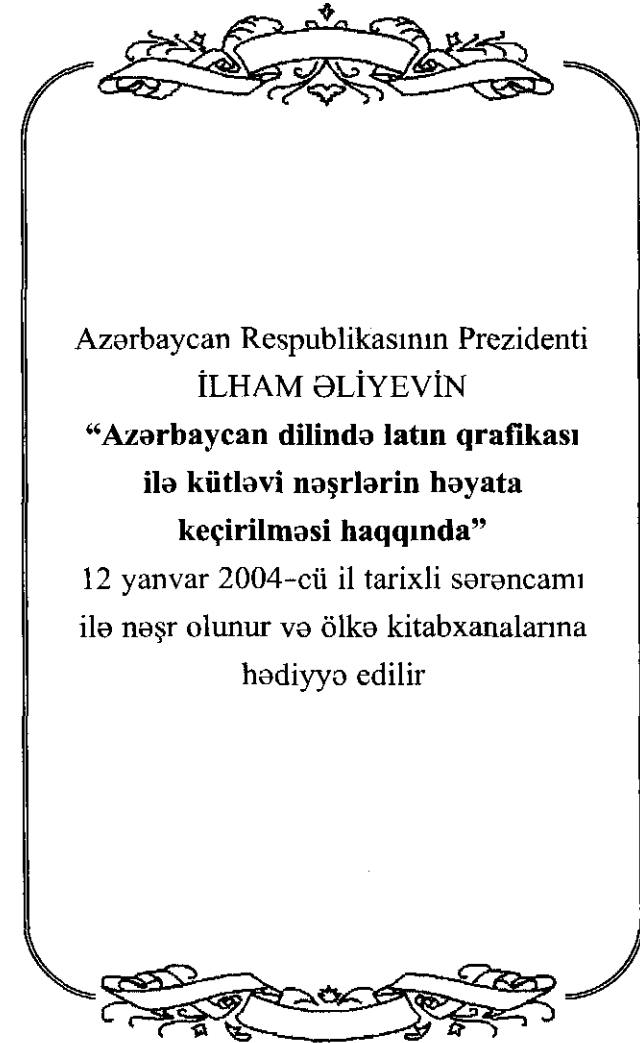 Azərbaycan Respublikasının Prezidenti
İLHAM ƏLİYEVİN
“Azərbaycan dilində latın qrafikası
ilə kütləvi nəşrlərin həyata
keçirilməsi haqqında”
12 yanvar 2004-cü il tarixli sərəncamı
ilə nəşr olunur və ölkə kitabxanalarına
hədiyyə edilir